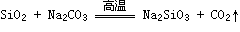 SiO2 + Na2CO3 高温 ═══ Na2SiO3 + CO2↑